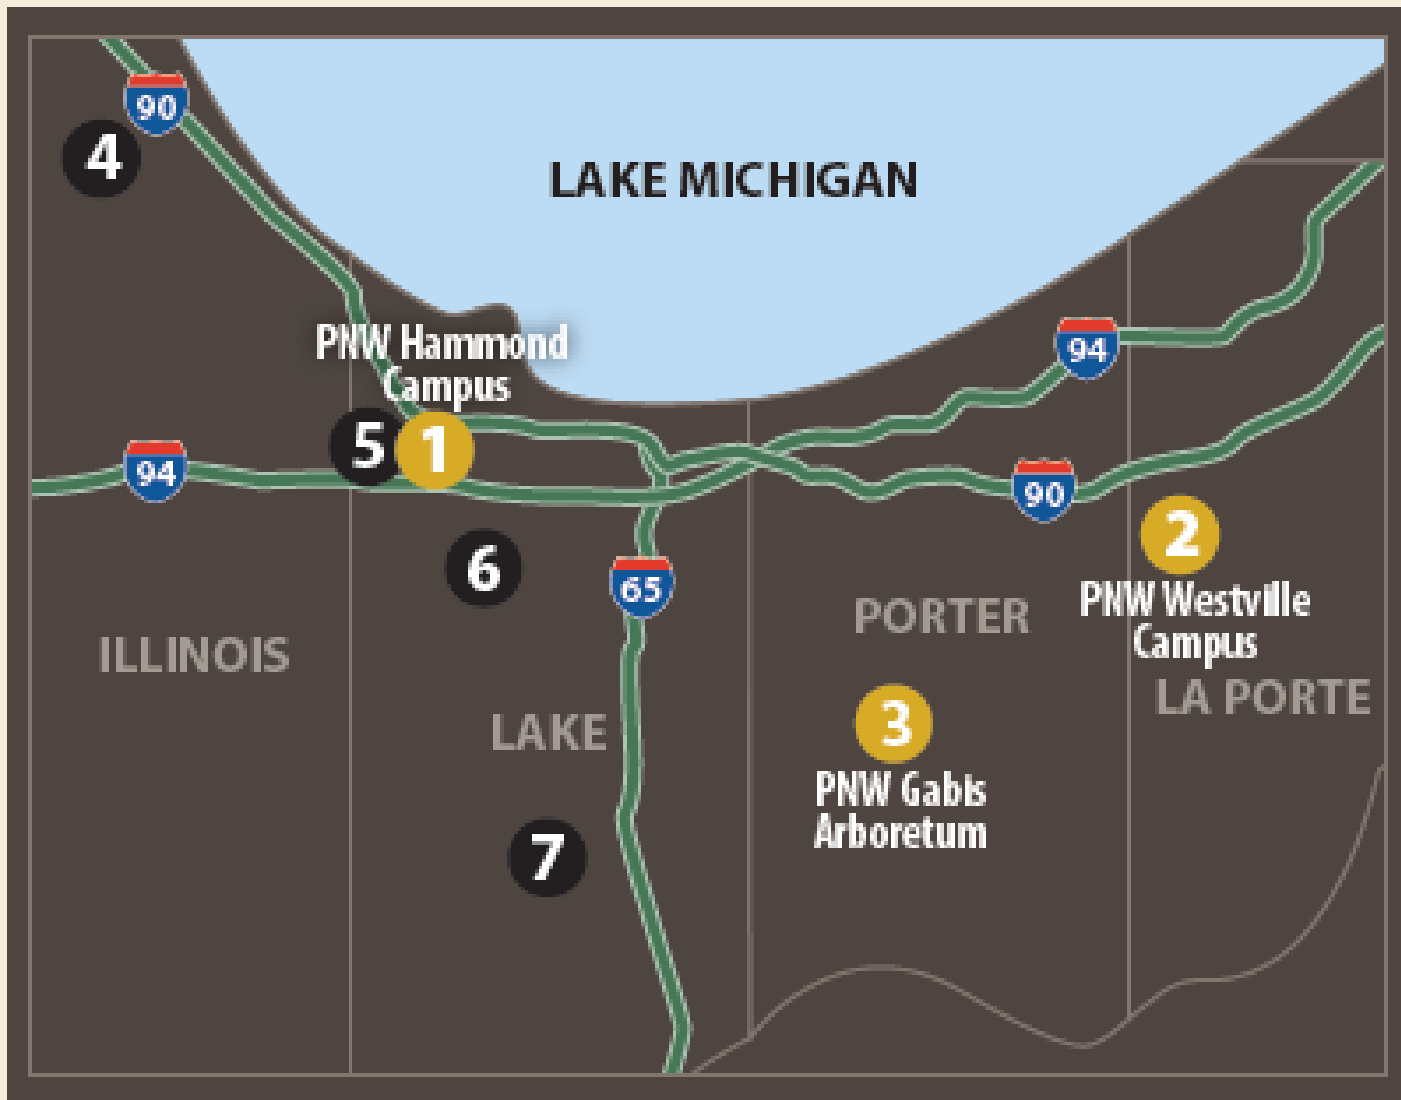 90
4
LAKE MICHIGAN
PNW Hammond
Campus
94
5
1
94
90
2
6
65
PNW Westville
Campus
PORTER
ILLINOIS
LA PORTE
LAKE
3
PNW Gabis
Arboretum
7